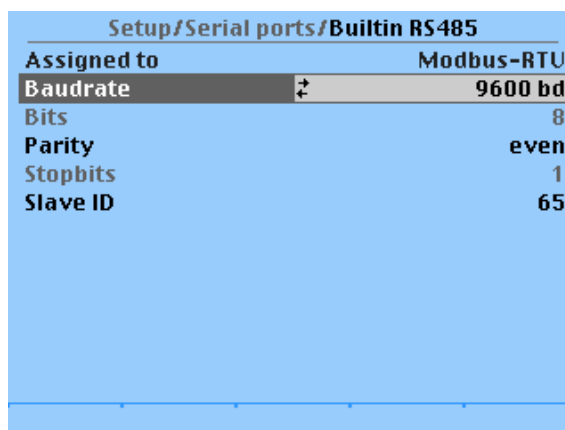 Setup/Serial ports/Builtin RS485
Assigned to Modbus-RTU
Baudrate 9600 bd
Bits 8
Parity even
Stopbits 1
Slave ID 65